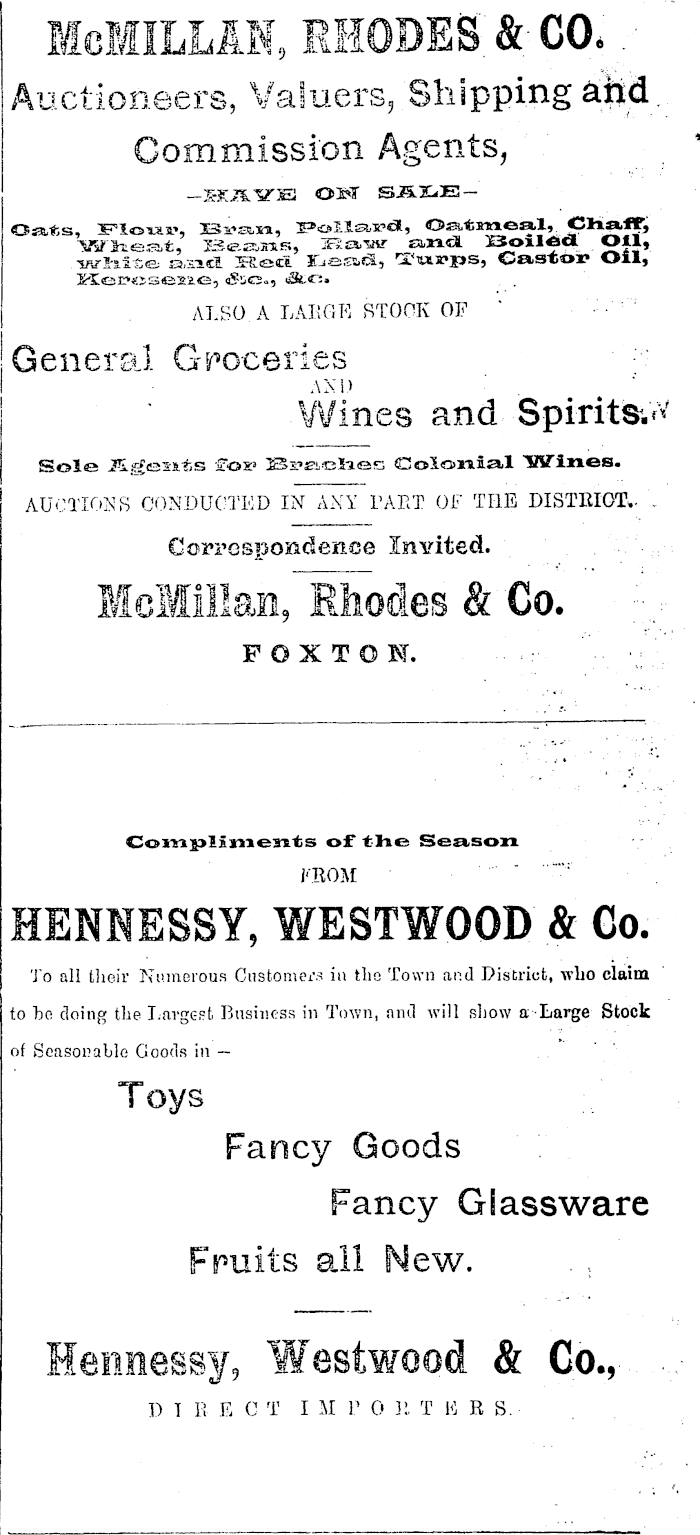 McMILLAN, RHODES & CO.
Auctioneers, Valuers, Shipping and
Commission Agents,
—HAVE ON SALE—
Oats, Flour, Bran, Pollard, Oatmeal, Chaff,
Wheat, Beans, Raw and Boiled Oil,
White and Red Lead, Turps, Castor Oil,
Kerosene, &c., &c.
ALSO A LARGE STOCK OF
General Groceries
AND
Wines and Spirits.
Sole Agents for Braches Colonial Wines.
AUCTIONS CONDUCTED IN ANY PART OF THE DISTRICT.
Correspondence Invited.
McMillan, Rhodes & Co.
FOXTON.
Compliments of the Season
FROM
HENNESSY, WESTWOOD & Co.
To all their Numerous Customers in the Town and District, who claim
to be doing the Largest Business in Town, and will show a Large Stock
of Seasonable Goods in —
Toys
Fancy Goods
Fancy Glassware
Fruits all New.
Hennessy, Westwood & Co.,
DIRECT IMPORTERS.